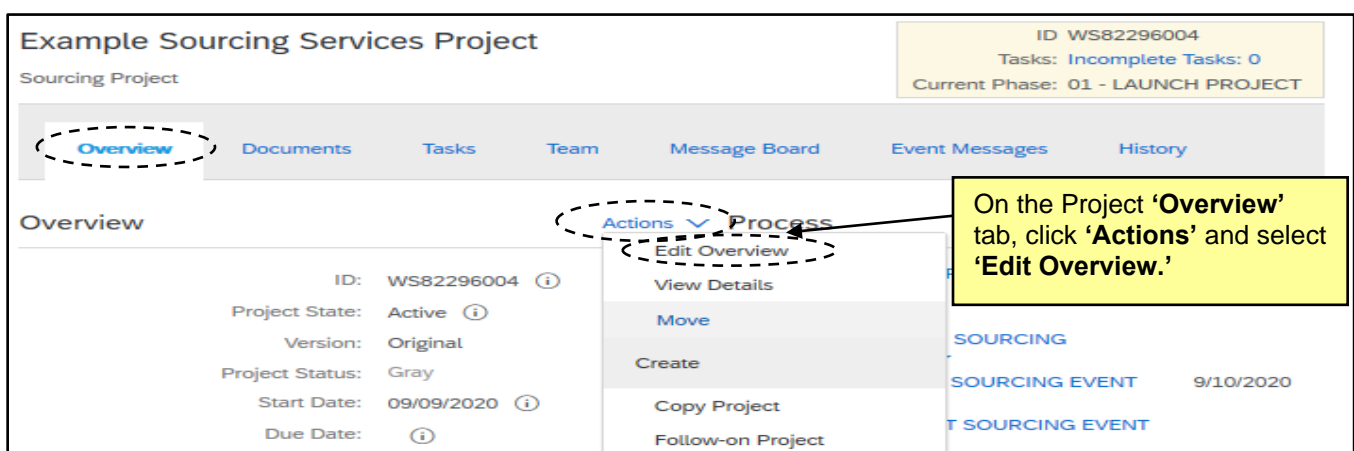 Example Sourcing Services Project
Sourcing Project
ID WS82296004
Tasks: Incomplete Tasks: 0
Current Phase: 01 - LAUNCH PROJECT
Overview Documents Tasks Team Message Board Event Messages History
Overview
Actions
Process
On the Project ‘Overview’
tab, click ‘Actions’ and select
‘Edit Overview.’
ID: WS82296004
Project State: Active
Version: Original
Project Status: Gray
Start Date: 09/09/2020
Due Date:
Edit Overview
View Details
Move
Create
Copy Project
Follow-on Project
SOURCING
SOURCING EVENT 9/10/2020
SOURCING EVENT